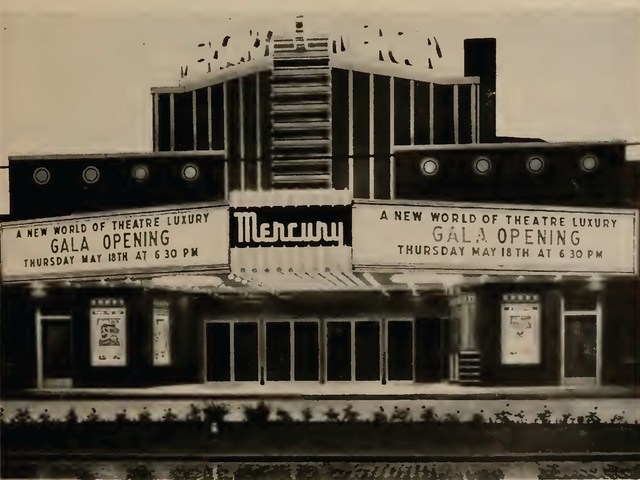 Mercury
A NEW WORLD OF THEATRE LUXURY
GALA OPENING
THURSDAY MAY 18TH AT 6 30 PM
A NEW WORLD OF THEATRE LUXURY
GALA OPENING
THURSDAY MAY 18TH AT 6 30 PM